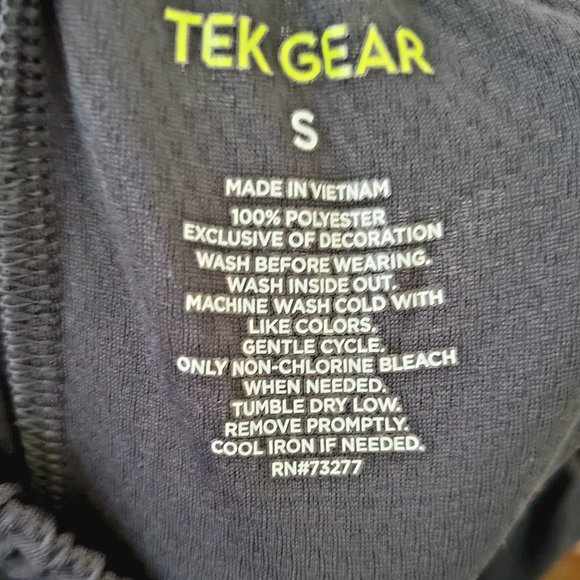 TEK GEAR
S
MADE IN VIETNAM
100% POLYESTER
EXCLUSIVE OF DECORATION
WASH BEFORE WEARING.
WASH INSIDE OUT.
MACHINE WASH COLD WITH
LIKE COLORS.
GENTLE CYCLE.
ONLY NON-CHLORINE BLEACH
WHEN NEEDED.
TUMBLE DRY LOW.
REMOVE PROMPTLY.
COOL IRON IF NEEDED.
RN#73277